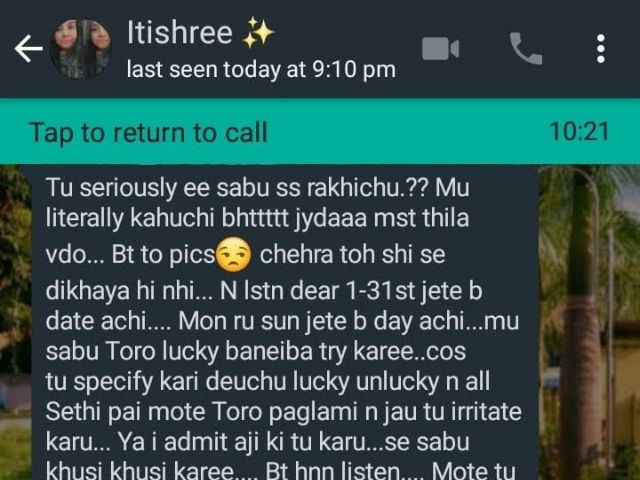 Itishree ✨
last seen today at 9:10 pm
Tap to return to call 10:21
Tu seriously ee sabu ss rakhichu.?? Mu
literally kahuchi bhttttt jydaaa mst thila
vdo... Bt to pics😒 chehra toh shi se
dikhaya hi nhi... N lstn dear 1-31st jete b
date achi.... Mon ru sun jete b day achi...mu
sabu Toro lucky baneiba try karee..cos
tu specify kari deuchu lucky unlucky n all
Sethi pai mote Toro paglami n jau tu irritate
karu... Ya i admit aji ki tu karu...se sabu
khusi khusi karee.... Bt hnn listen.... Mote tu